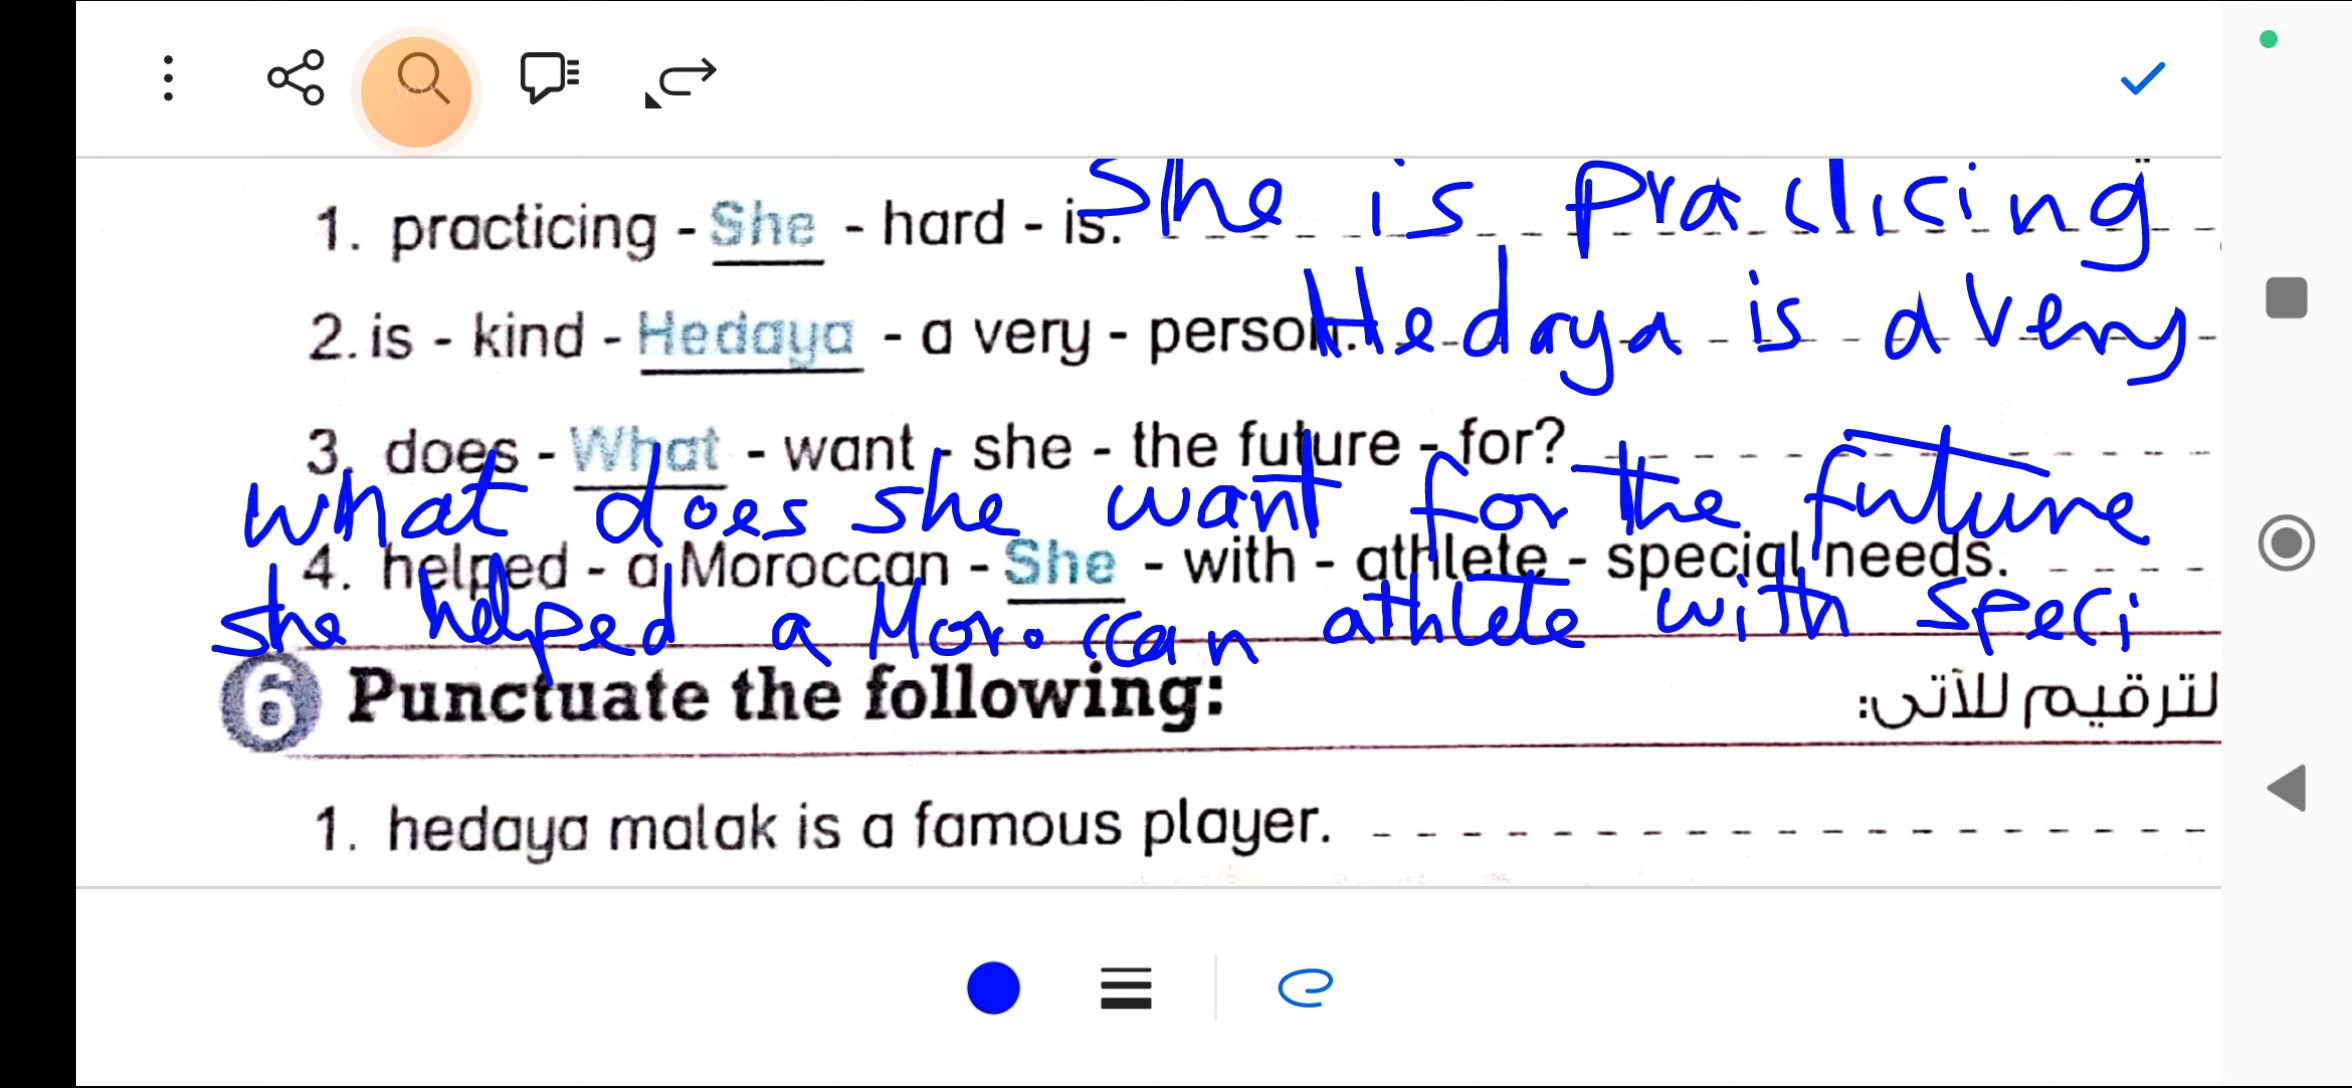 1. practicing - She - hard - is. She is practicing
2. is - kind - Hedaya - a very - person. Hedaya is a very
3. does - What - want - she - the future - for?
what does she want for the future
4. helped - a Moroccan - She - with - athlete - special needs.
she helped a Moroccan athlete with speci
6 Punctuate the following: لترقيم للآتى:
1. hedaya malak is a famous player.